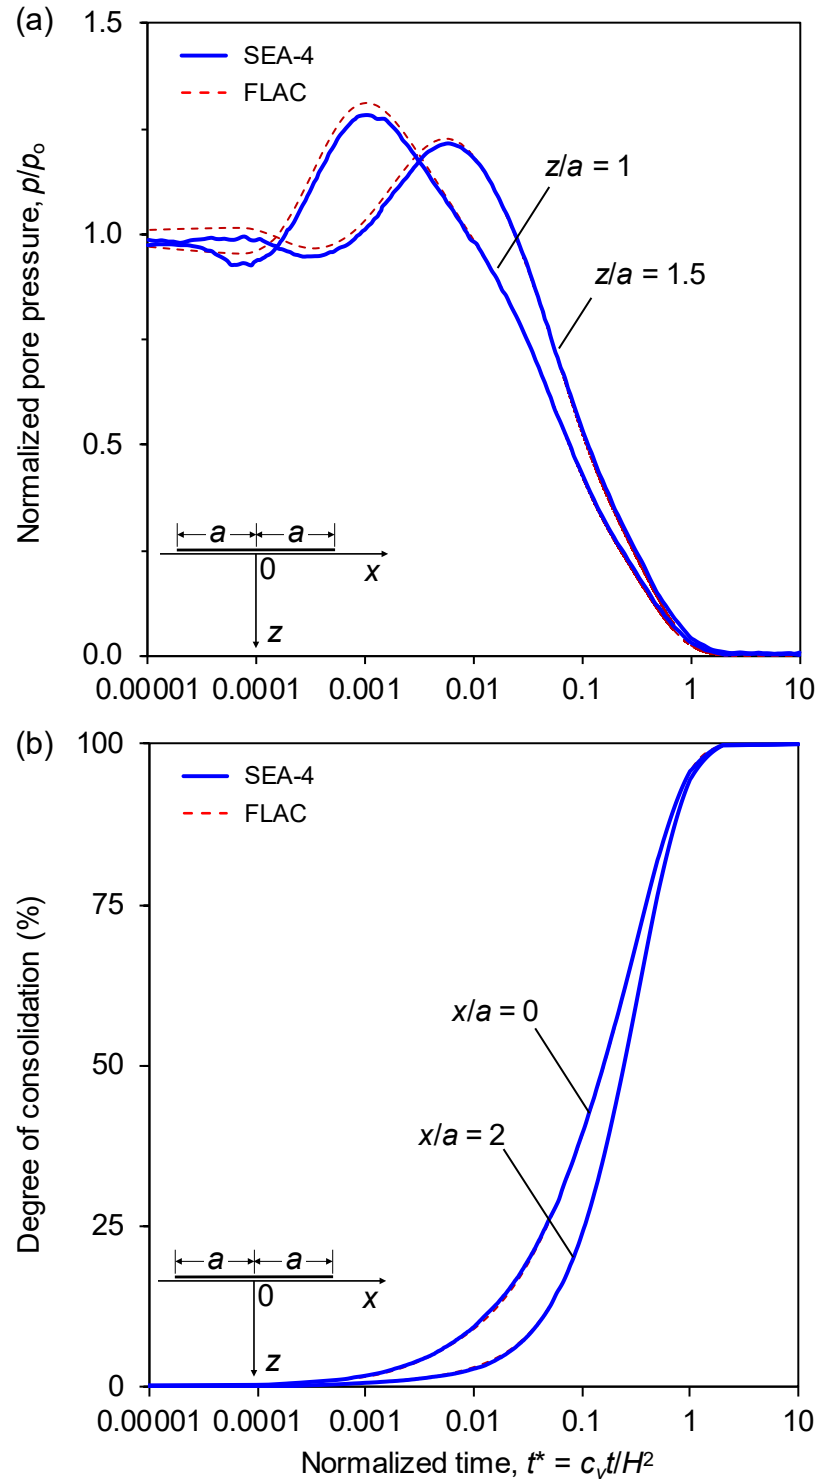 (a)
1.5
SEA-4
FLAC
z/a = 1
1.0
z/a = 1.5
Normalized pore pressure, p/pₒ
0.5
a a
0
x
z
0.0
0.00001 0.0001 0.001 0.01 0.1 1 10
(b)
100
SEA-4
FLAC
75
x/a = 0
50
x/a = 2
Degree of consolidation (%)
25
a a
0
x
z
0
0.00001 0.0001 0.001 0.01 0.1 1 10
Normalized time, t* = cᵥt/H²